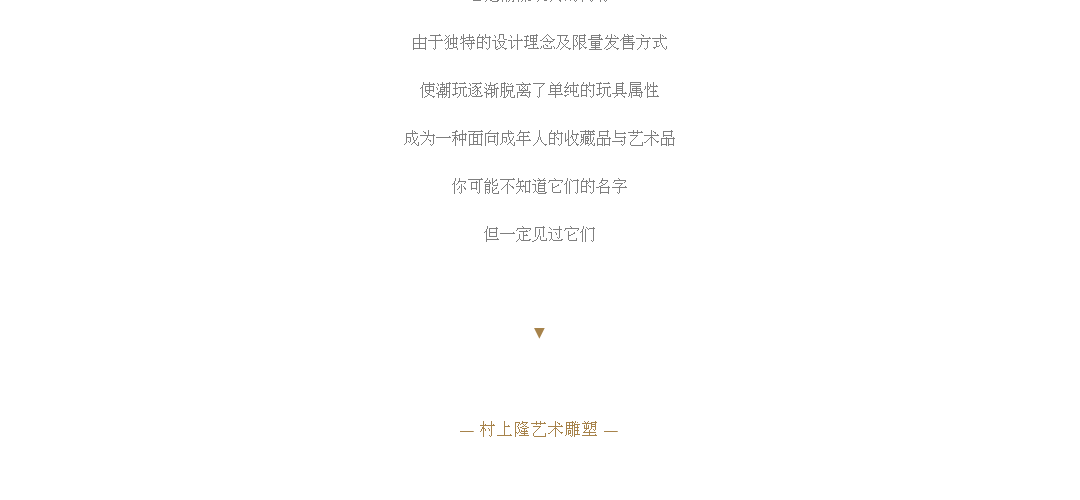 由于独特的设计理念及限量发售方式
使潮玩逐渐脱离了单纯的玩具属性
成为一种面向成年人的收藏品与艺术品
你可能不知道它们的名字
但一定见过它们
▼
— 村上隆艺术雕塑 —